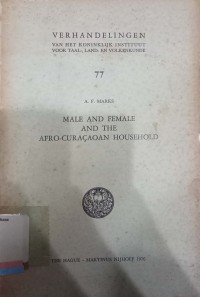 VERHANDELINGEN
VAN HET KONINKLIJK INSTITUUT
VOOR TAAL-, LAND- EN VOLKENKUNDE
77
A. F. MARKS
MALE AND FEMALE
AND THE
AFRO-CURAÇAOAN HOUSEHOLD
THE HAGUE - MARTINUS NIJHOFF 1976